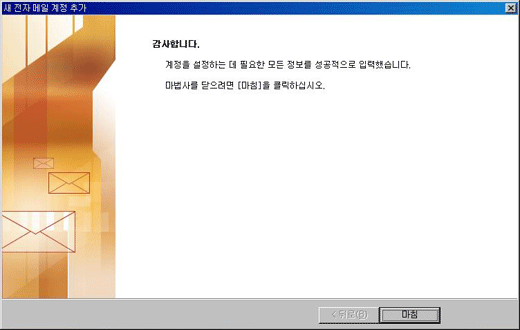 새 전자 메일 계정 추가
감사합니다.
계정을 설정하는 데 필요한 모든 정보를 성공적으로 입력했습니다.
마법사를 닫으려면 [마침]을 클릭하십시오.
< 뒤로(B)
마침